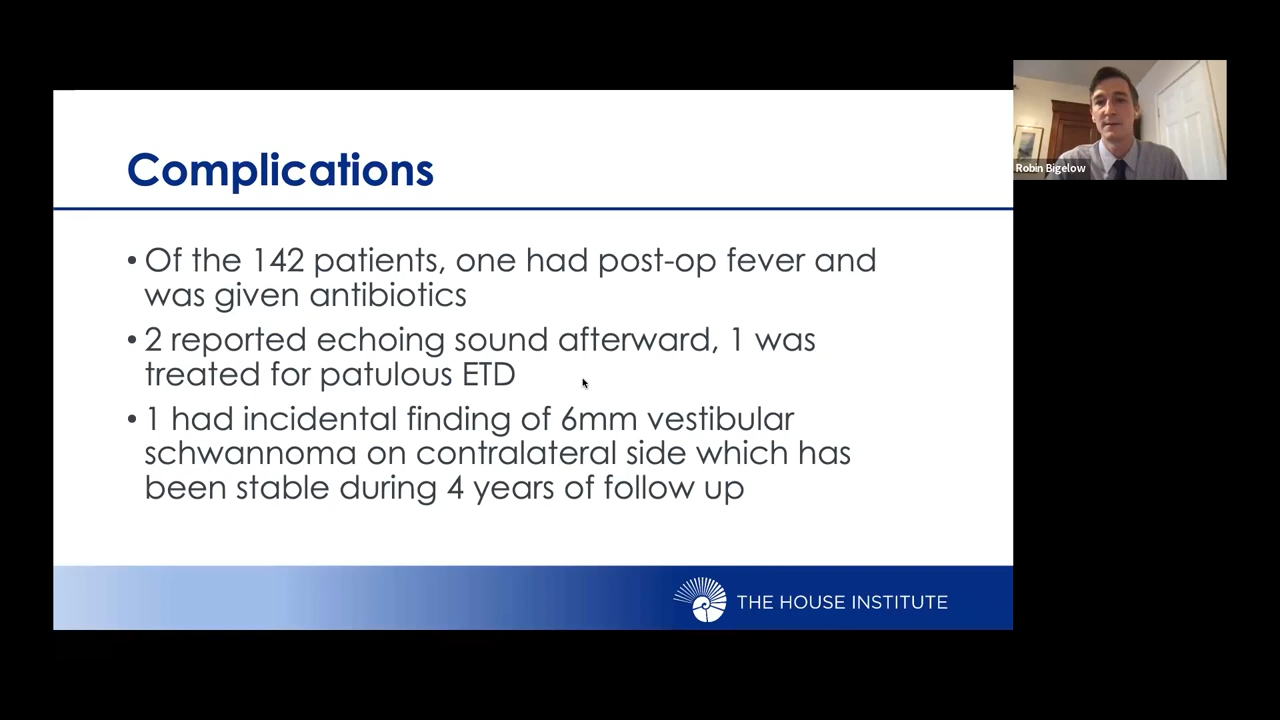 Complications
• Of the 142 patients, one had post-op fever and
was given antibiotics
• 2 reported echoing sound afterward, 1 was
treated for patulous ETD
• 1 had incidental finding of 6mm vestibular
schwannoma on contralateral side which has
been stable during 4 years of follow up
THE HOUSE INSTITUTE
Robin Bigelow